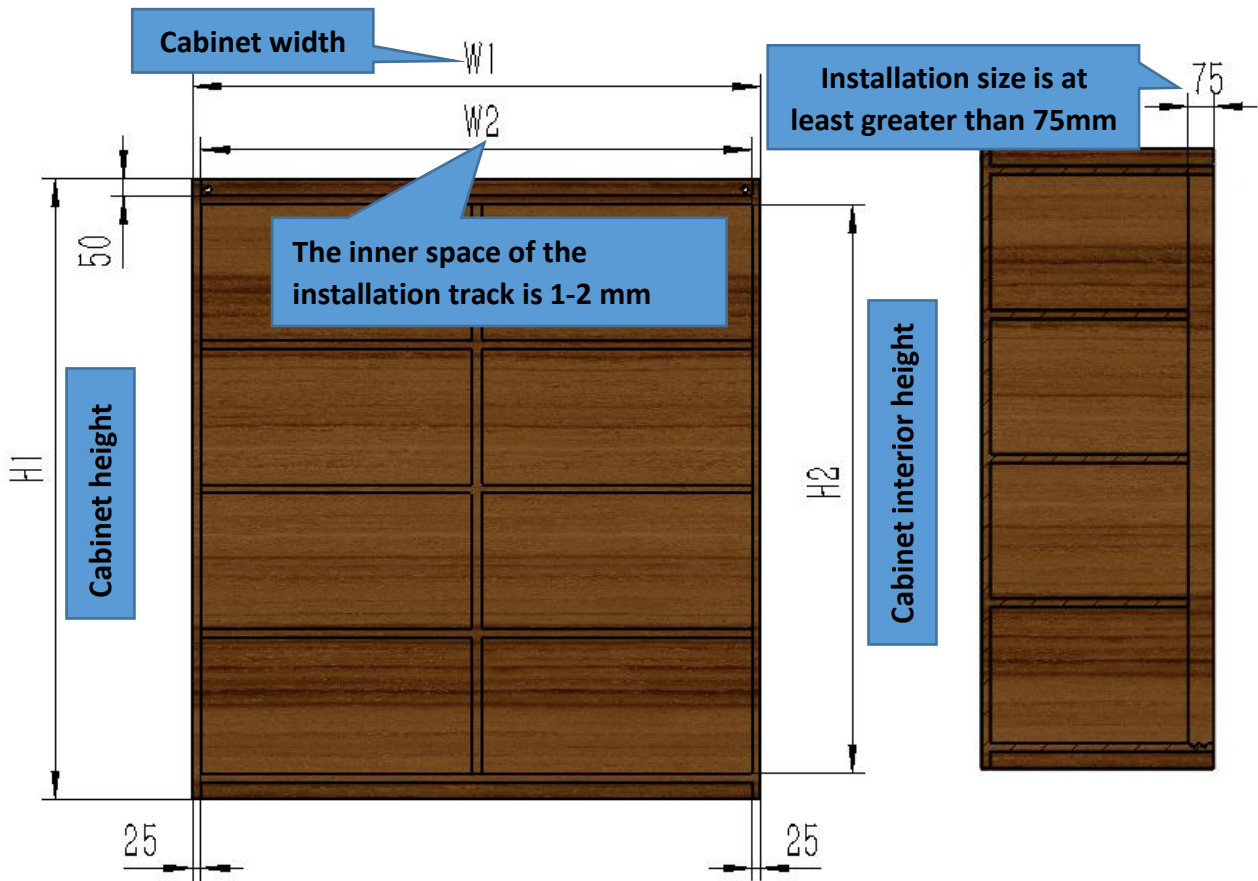 Cabinet width
W1
Installation size is at
least greater than 75mm
75
W2
50
The inner space of the
installation track is 1-2 mm
H1
Cabinet height
H2
Cabinet interior height
25
25